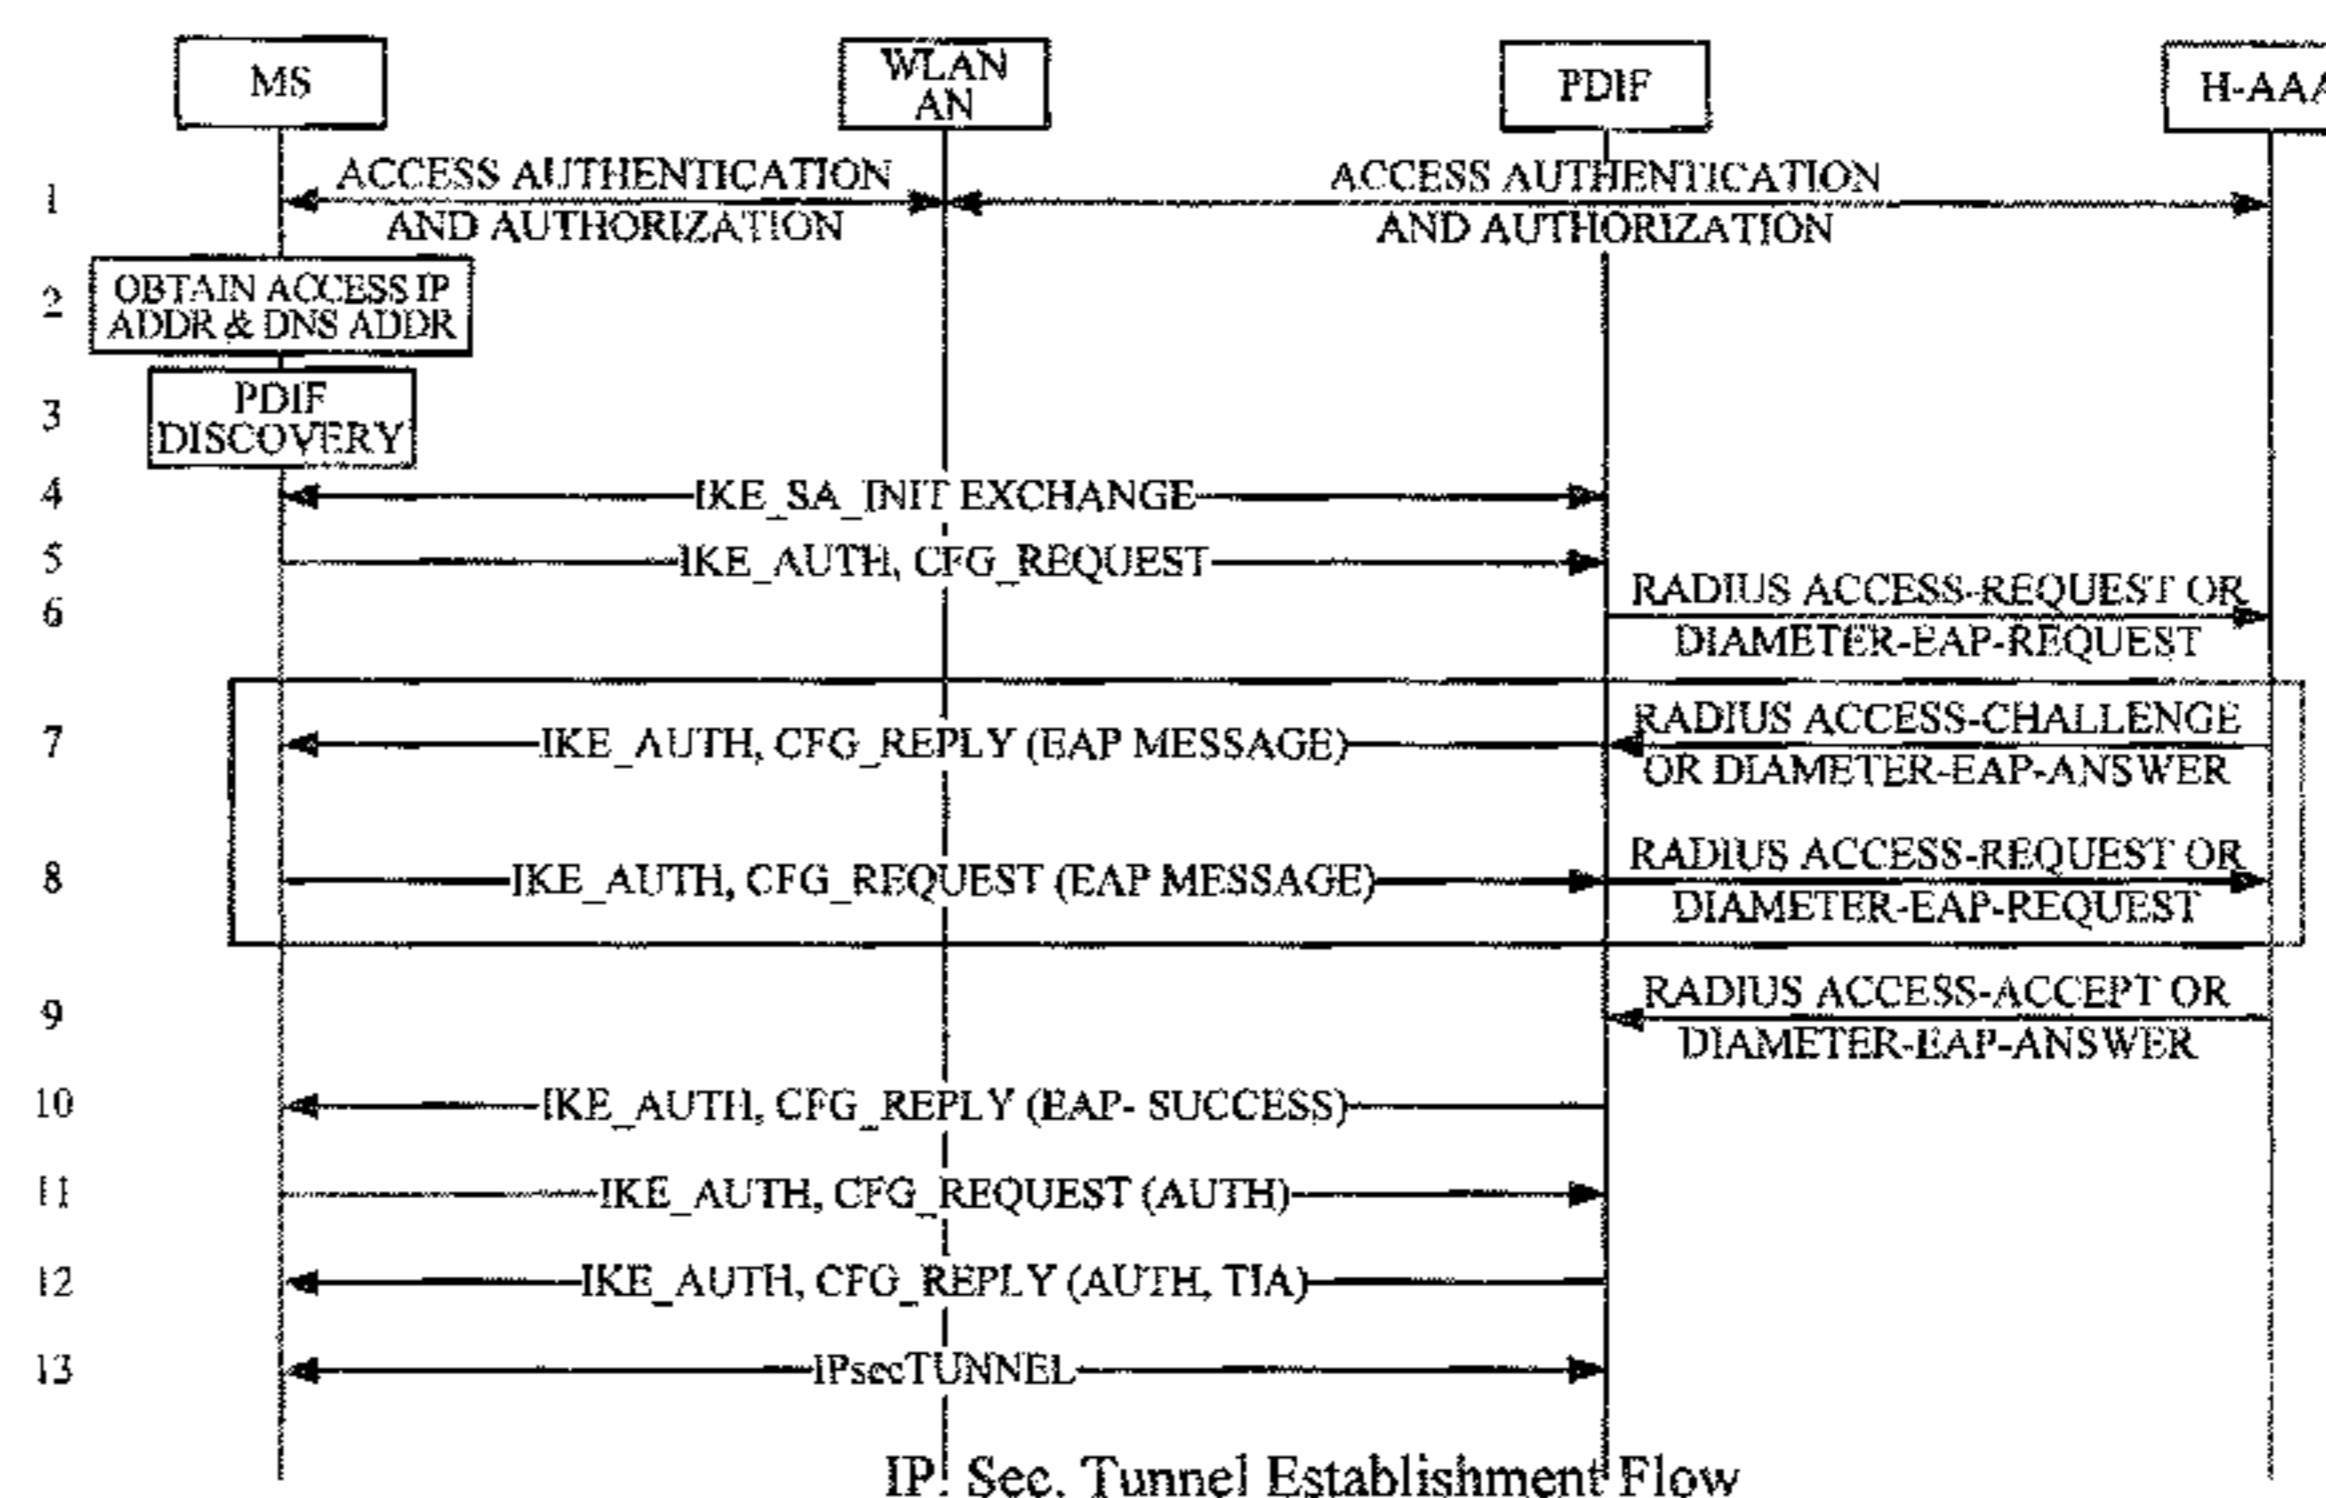 MS
WLAN
AN
PDIF
H-AAA
1
ACCESS AUTHENTICATION
AND AUTHORIZATION
ACCESS AUTHENTICATION
AND AUTHORIZATION
2
OBTAIN ACCESS IP
ADDR & DNS ADDR
3
PDIF
DISCOVERY
4
IKE_SA_INIT EXCHANGE
5
IKE_AUTH, CFG_REQUEST
6
RADIUS ACCESS-REQUEST OR
DIAMETER-EAP-REQUEST
7
IKE_AUTH, CFG_REPLY (EAP MESSAGE)
RADIUS ACCESS-CHALLENGE
OR DIAMETER-EAP-ANSWER
8
IKE_AUTH, CFG_REQUEST (EAP MESSAGE)
RADIUS ACCESS-REQUEST OR
DIAMETER-EAP-REQUEST
9
RADIUS ACCESS-ACCEPT OR
DIAMETER-EAP-ANSWER
10
IKE_AUTH, CFG_REPLY (EAP- SUCCESS)
11
IKE_AUTH, CFG_REQUEST (AUTH)
12
IKE_AUTH, CFG_REPLY (AUTH, TIA)
13
IPsecTUNNEL
IP. Sec. Tunnel Establishment Flow